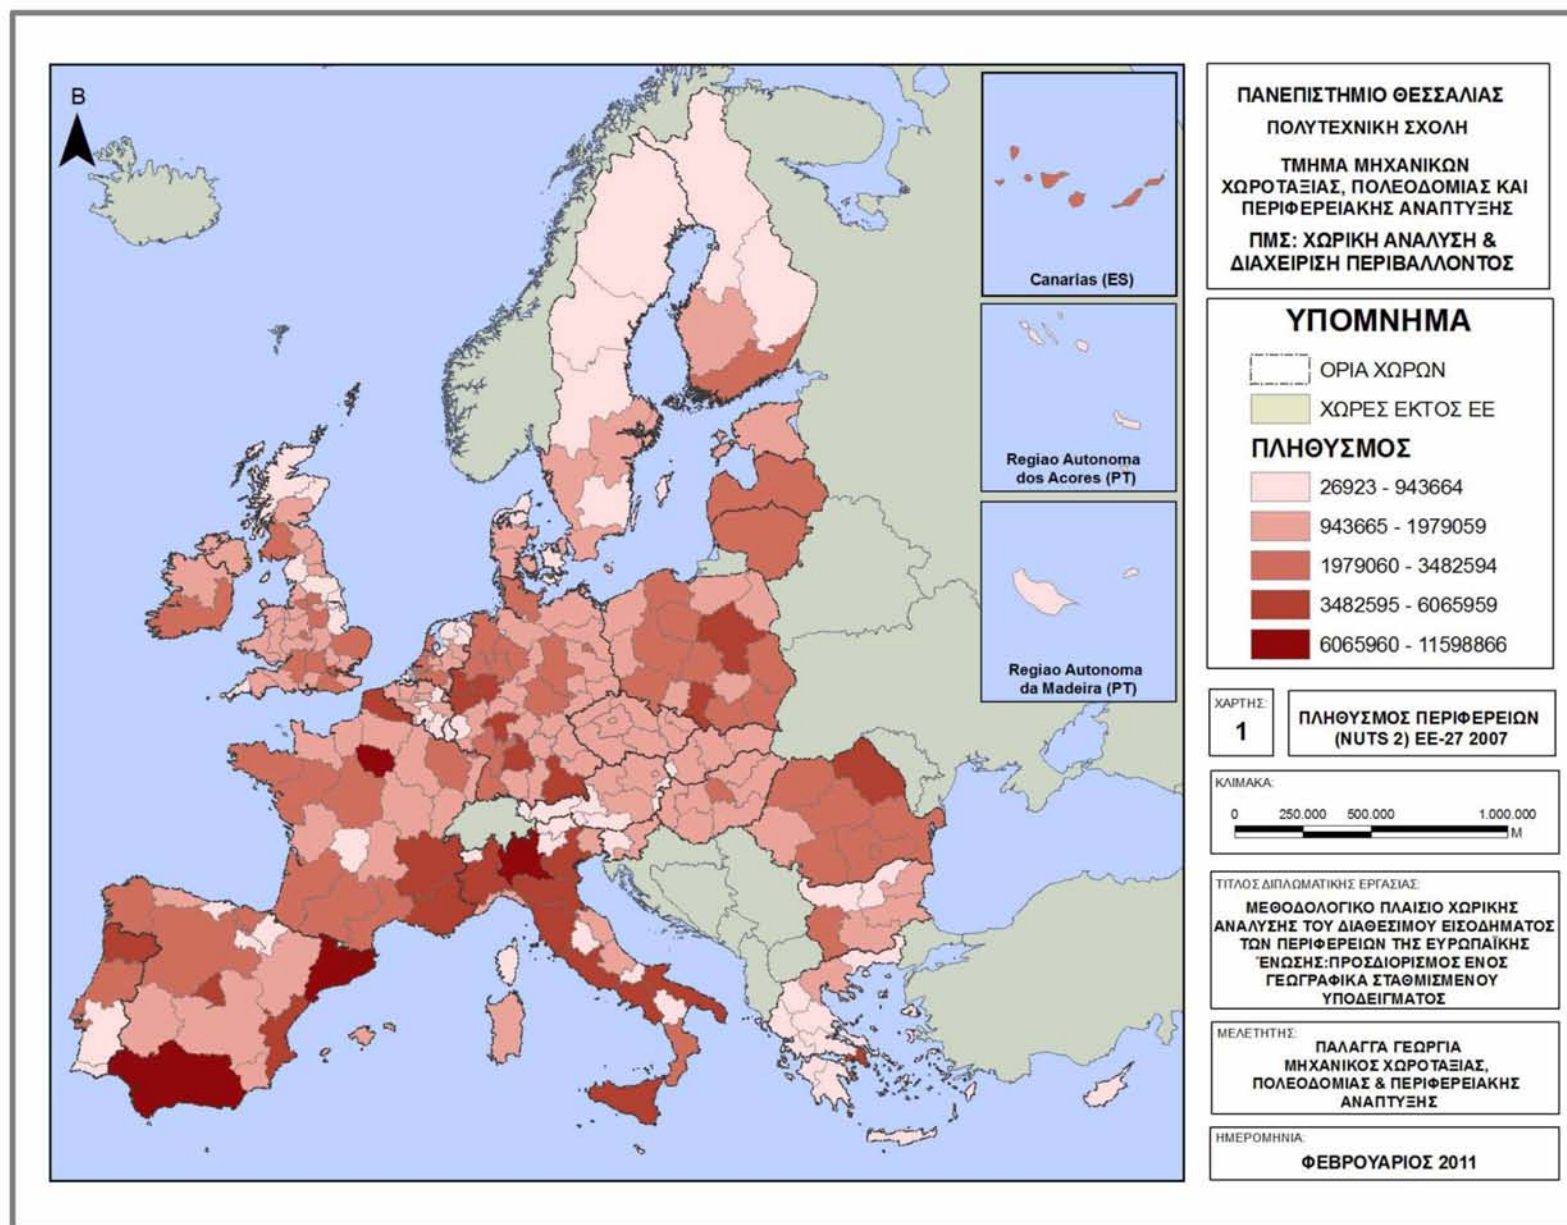 B
Canarias (ES)
Regiao Autonoma
dos Acores (PT)
Regiao Autonoma
da Madeira (PT)
ΠΑΝΕΠΙΣΤΗΜΙΟ ΘΕΣΣΑΛΙΑΣ
ΠΟΛΥΤΕΧΝΙΚΗ ΣΧΟΛΗ
ΤΜΗΜΑ ΜΗΧΑΝΙΚΩΝ
ΧΩΡΟΤΑΞΙΑΣ, ΠΟΛΕΟΔΟΜΙΑΣ ΚΑΙ
ΠΕΡΙΦΕΡΕΙΑΚΗΣ ΑΝΑΠΤΥΞΗΣ
ΠΜΣ: ΧΩΡΙΚΗ ΑΝΑΛΥΣΗ &
ΔΙΑΧΕΙΡΙΣΗ ΠΕΡΙΒΑΛΛΟΝΤΟΣ
ΥΠΟΜΝΗΜΑ
ΟΡΙΑ ΧΩΡΩΝ
ΧΩΡΕΣ ΕΚΤΟΣ ΕΕ
ΠΛΗΘΥΣΜΟΣ
26923 - 943664
943665 - 1979059
1979060 - 3482594
3482595 - 6065959
6065960 - 11598866
ΧΑΡΤΗΣ:
1
ΠΛΗΘΥΣΜΟΣ ΠΕΡΙΦΕΡΕΙΩΝ
(NUTS 2) ΕΕ-27 2007
ΚΛΙΜΑΚΑ:
0 250.000 500.000 1.000.000
M
ΤΙΤΛΟΣ ΔΙΠΛΩΜΑΤΙΚΗΣ ΕΡΓΑΣΙΑΣ:
ΜΕΘΟΔΟΛΟΓΙΚΟ ΠΛΑΙΣΙΟ ΧΩΡΙΚΗΣ
ΑΝΑΛΥΣΗΣ ΤΟΥ ΔΙΑΘΕΣΙΜΟΥ ΕΙΣΟΔΗΜΑΤΟΣ
ΤΩΝ ΠΕΡΙΦΕΡΕΙΩΝ ΤΗΣ ΕΥΡΩΠΑΪΚΗΣ
ΈΝΩΣΗΣ:ΠΡΟΣΔΙΟΡΙΣΜΟΣ ΕΝΟΣ
ΓΕΩΓΡΑΦΙΚΑ ΣΤΑΘΜΙΣΜΕΝΟΥ
ΥΠΟΔΕΙΓΜΑΤΟΣ
ΜΕΛΕΤΗΤΗΣ:
ΠΑΛΑΓΓΑ ΓΕΩΡΓΙΑ
ΜΗΧΑΝΙΚΟΣ ΧΩΡΟΤΑΞΙΑΣ,
ΠΟΛΕΟΔΟΜΙΑΣ & ΠΕΡΙΦΕΡΕΙΑΚΗΣ
ΑΝΑΠΤΥΞΗΣ
ΗΜΕΡΟΜΗΝΙΑ:
ΦΕΒΡΟΥΑΡΙΟΣ 2011